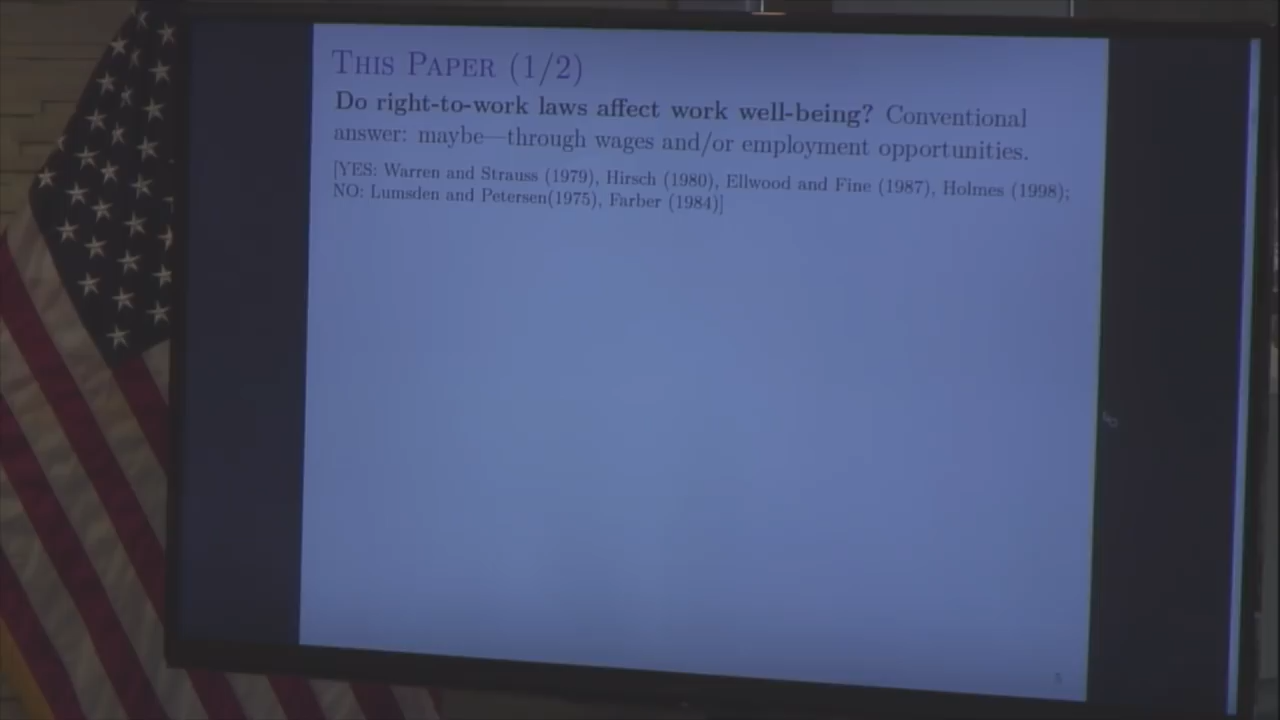 THIS PAPER (1/2)
Do right-to-work laws affect work well-being? Conventional
answer: maybe—through wages and/or employment opportunities.
[YES: Warren and Strauss (1979), Hirsch (1980), Ellwood and Fine (1987), Holmes (1998);
NO: Lumsden and Petersen(1975), Farber (1984)]